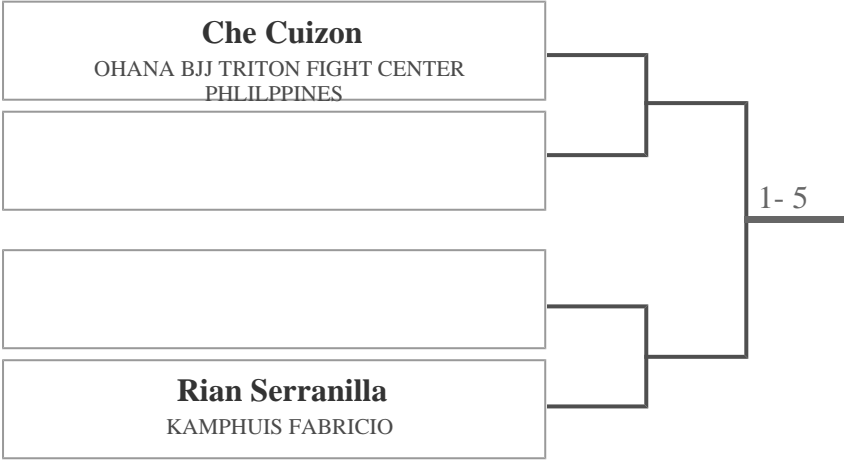 Che Cuizon
OHANA BJJ TRITON FIGHT CENTER
PHLILPPINES
1- 5
Rian Serranilla
KAMPHUIS FABRICIO